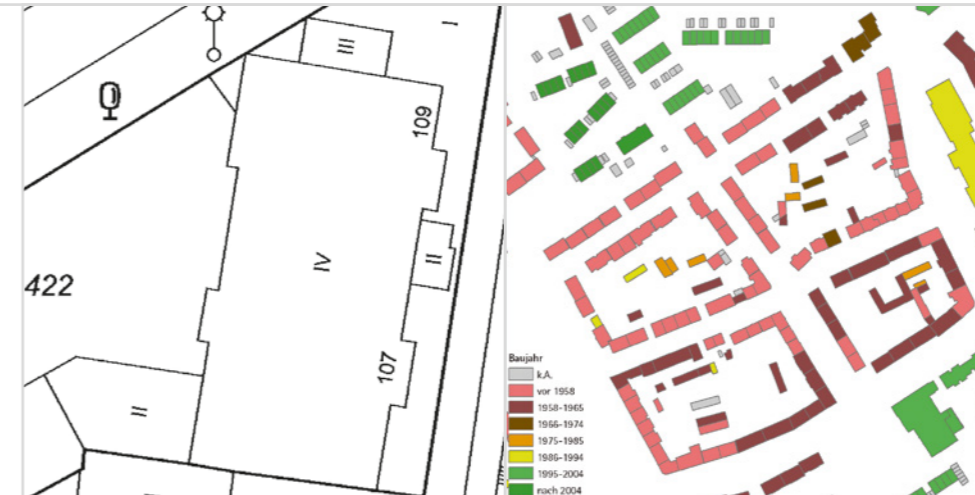 I
III
109
IV
II
422
107
II
Baujahr
k.A.
vor 1958
1958-1965
1966-1974
1975-1985
1986-1994
1995-2004
nach 2004